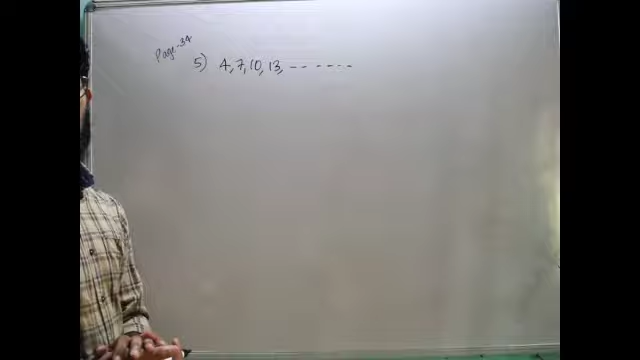 Page-34
5) 4, 7, 10, 13, -------